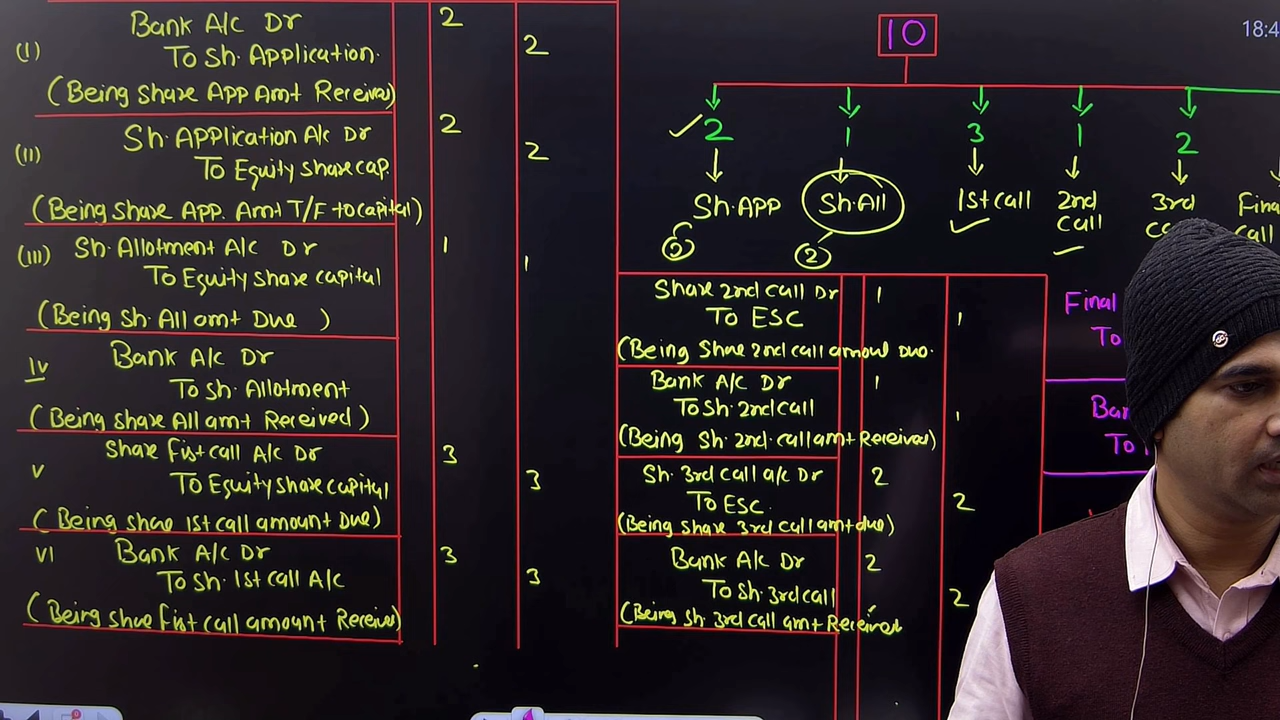 Bank A/c Dr 2
(I) To Sh. Application. 2
(Being Share App Amt Received)
Sh. Application A/c Dr 2
(II) To Equity share cap. 2
(Being Share App. Amt T/F to capital)
(III) Sh. Allotment A/c Dr 1
To Equity share capital 1
(Being Sh. All amt Due )
IV Bank A/c Dr
To Sh. Allotment
(Being share All amt Received)
Share Fist call A/c Dr 3
V To Equity share capital 3
(Being share 1st call amount Due)
VI Bank A/c Dr 3
To Sh. 1st call A/c 3
(Being share Fist call amount Received)
10
18:4
2 1 3 1 2
Sh. APP Sh. All 1st call 2nd call 3rd Final call
2
Share 2nd call Dr 1
To ESC 1
(Being Share 2nd call amount Due.
Bank A/c Dr 1
To Sh. 2nd call 1
(Being Sh. 2nd. call amt Received)
Sh. 3rd call a/c Dr 2
To ESC. 2
(Being share 3rd call amt due)
Bank A/c Dr 2
To Sh. 3rd call 2
(Being Sh. 3rd call amt Received
Final
To
Ban
To